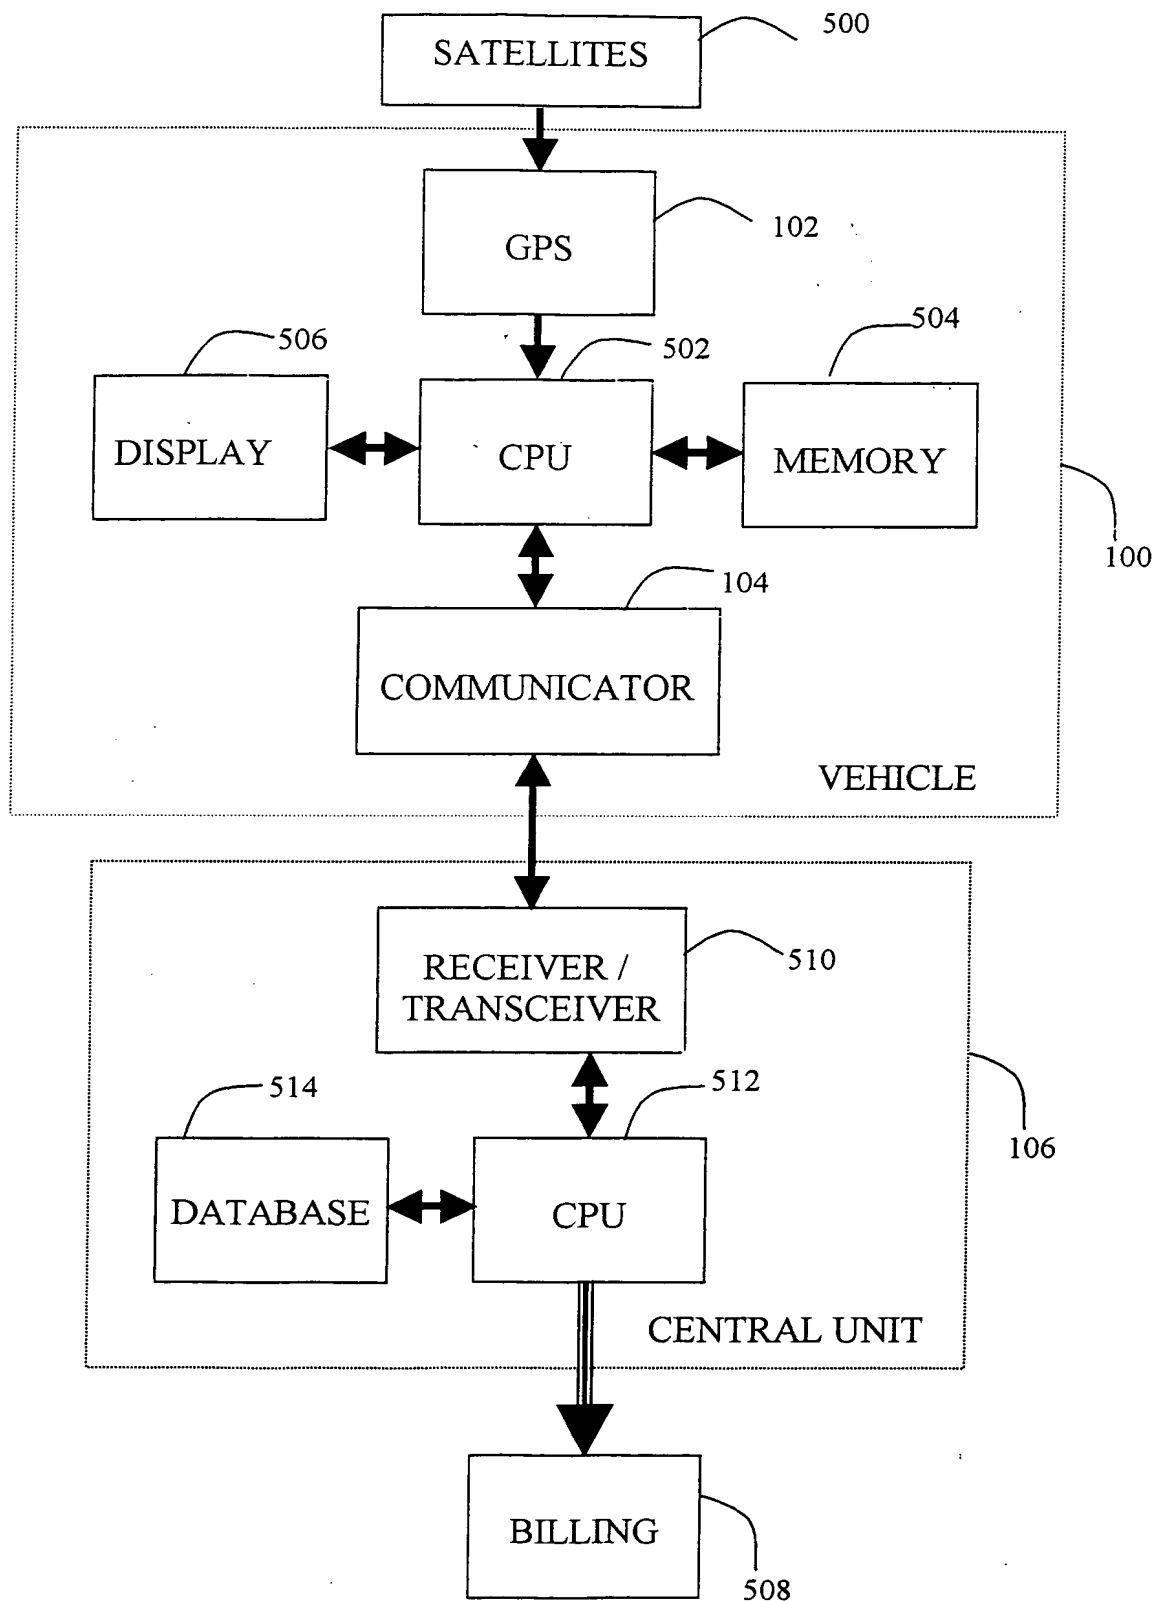 SATELLITES
500
GPS
102
506
502
504
DISPLAY
CPU
MEMORY
100
104
COMMUNICATOR
VEHICLE
RECEIVER /
TRANSCEIVER
510
514
512
106
DATABASE
CPU
CENTRAL UNIT
BILLING
508